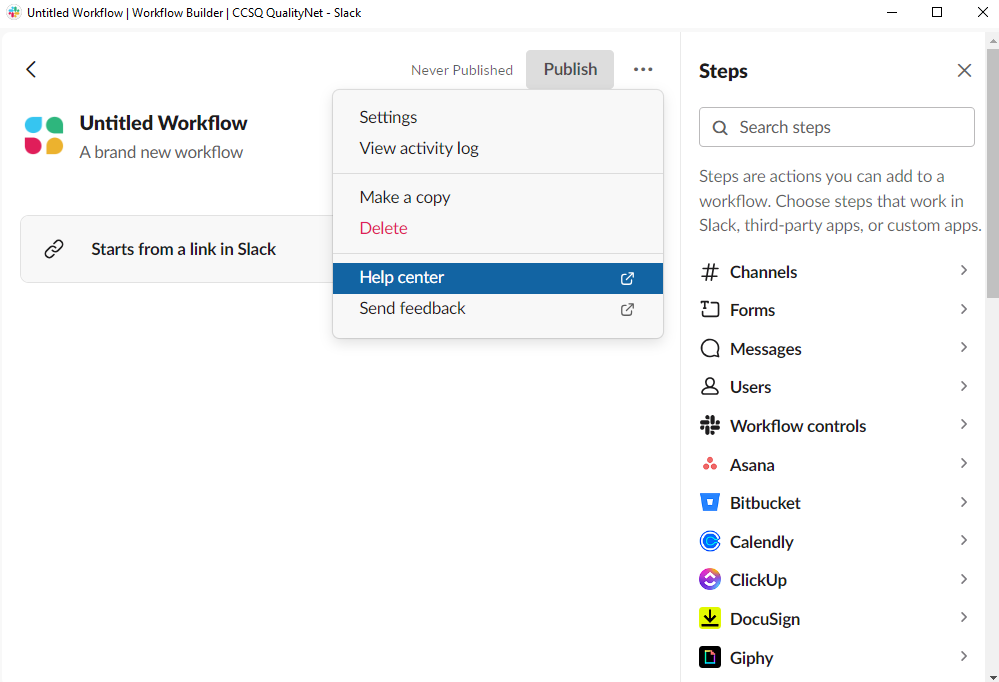 Untitled Workflow | Workflow Builder | CCSQ QualityNet - Slack
Never Published
Publish
Untitled Workflow
A brand new workflow
Starts from a link in Slack
Settings
View activity log
Make a copy
Delete
Help center
Send feedback
Steps
Search steps
Steps are actions you can add to a
workflow. Choose steps that work in
Slack, third-party apps, or custom apps.
Channels
Forms
Messages
Users
Workflow controls
Asana
Bitbucket
Calendly
ClickUp
DocuSign
Giphy